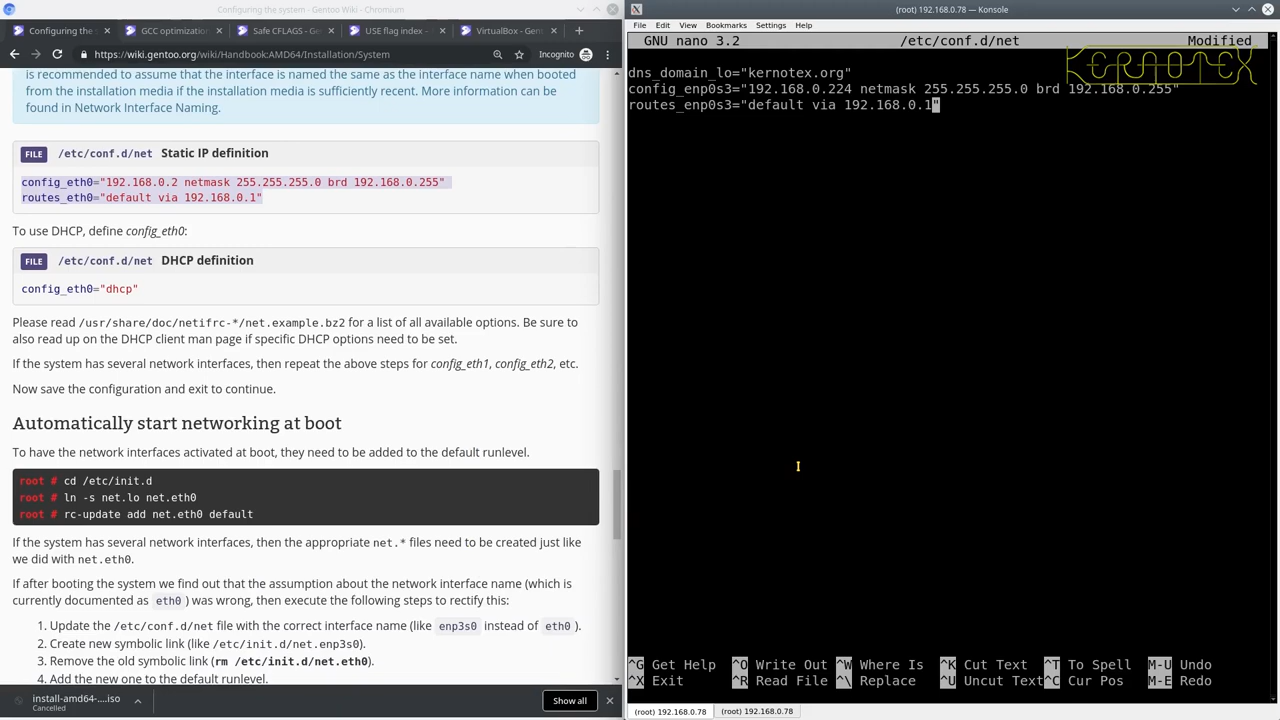 Configuring the system - Gentoo Wiki - Chromium
Configuring the
GCC optimization
Safe CFLAGS -
USE flag index -
VirtualBox - Gen
https://wiki.gentoo.org/wiki/Handbook:AMD64/Installation/System
Incognito
is recommended to assume that the interface is named the same as the interface name when booted
from the installation media if the installation media is sufficiently recent. More information can be
found in Network Interface Naming.
FILE /etc/conf.d/net Static IP definition
config_eth0="192.168.0.2 netmask 255.255.255.0 brd 192.168.0.255"
routes_eth0="default via 192.168.0.1"
To use DHCP, define config_eth0:
FILE /etc/conf.d/net DHCP definition
config_eth0="dhcp"
Please read /usr/share/doc/netifrc-*/net.example.bz2 for a list of all available options. Be sure to
also read up on the DHCP client man page if specific DHCP options need to be set.
If the system has several network interfaces, then repeat the above steps for config_eth1, config_eth2, etc.
Now save the configuration and exit to continue.
Automatically start networking at boot
To have the network interfaces activated at boot, they need to be added to the default runlevel.
root # cd /etc/init.d
root # ln -s net.lo net.eth0
root # rc-update add net.eth0 default
If the system has several network interfaces, then the appropriate net.* files need to be created just like
we did with net.eth0.
If after booting the system we find out that the assumption about the network interface name (which is
currently documented as eth0 ) was wrong, then execute the following steps to rectify this:
1. Update the /etc/conf.d/net file with the correct interface name (like enp3s0 instead of eth0 ).
2. Create new symbolic link (like /etc/init.d/net.enp3s0).
3. Remove the old symbolic link (rm /etc/init.d/net.eth0).
4. Add the new one to the default runlevel.
install-amd64-....iso
Cancelled
Show all
(root) 192.168.0.78 — Konsole
File Edit View Bookmarks Settings Help
GNU nano 3.2 /etc/conf.d/net Modified
KERNOTEX
dns_domain_lo="kernotex.org"
config_enp0s3="192.168.0.224 netmask 255.255.255.0 brd 192.168.0.255"
routes_enp0s3="default via 192.168.0.1"
^G Get Help ^O Write Out ^W Where Is ^K Cut Text ^T To Spell M-U Undo
^X Exit ^R Read File ^\ Replace ^U Uncut Text ^C Cur Pos M-E Redo
(root) 192.168.0.78 (root) 192.168.0.78